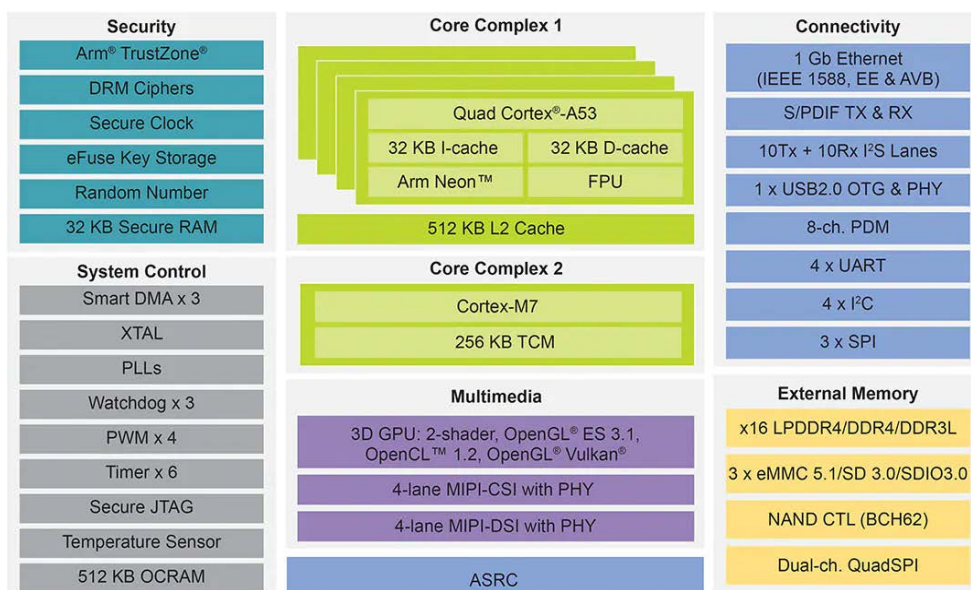 Security
Arm® TrustZone®
DRM Ciphers
Secure Clock
eFuse Key Storage
Random Number
32 KB Secure RAM
System Control
Smart DMA x 3
XTAL
PLLs
Watchdog x 3
PWM x 4
Timer x 6
Secure JTAG
Temperature Sensor
512 KB OCRAM
Core Complex 1
Quad Cortex®-A53
32 KB I-cache
32 KB D-cache
Arm Neon™
FPU
512 KB L2 Cache
Core Complex 2
Cortex-M7
256 KB TCM
Multimedia
3D GPU: 2-shader, OpenGL® ES 3.1,
OpenCL™ 1.2, OpenGL® Vulkan®
4-lane MIPI-CSI with PHY
4-lane MIPI-DSI with PHY
ASRC
Connectivity
1 Gb Ethernet
(IEEE 1588, EE & AVB)
S/PDIF TX & RX
10Tx + 10Rx I²S Lanes
1 x USB2.0 OTG & PHY
8-ch. PDM
4 x UART
4 x I²C
3 x SPI
External Memory
x16 LPDDR4/DDR4/DDR3L
3 x eMMC 5.1/SD 3.0/SDIO3.0
NAND CTL (BCH62)
Dual-ch. QuadSPI